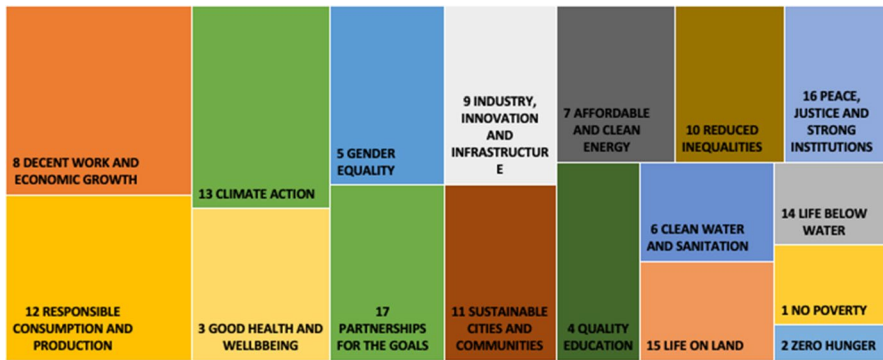 8 DECENT WORK AND
ECONOMIC GROWTH
12 RESPONSIBLE
CONSUMPTION AND
PRODUCTION
13 CLIMATE ACTION
3 GOOD HEALTH AND
WELLBBEING
5 GENDER
EQUALITY
17
PARTNERSHIPS
FOR THE GOALS
9 INDUSTRY,
INNOVATION
AND
INFRASTRUCTUR
E
11 SUSTAINABLE
CITIES AND
COMMUNITIES
7 AFFORDABLE
AND CLEAN
ENERGY
10 REDUCED
INEQUALITIES
16 PEACE,
JUSTICE AND
STRONG
INSTITUTIONS
4 QUALITY
EDUCATION
6 CLEAN WATER
AND SANITATION
15 LIFE ON LAND
14 LIFE BELOW
WATER
1 NO POVERTY
2 ZERO HUNGER